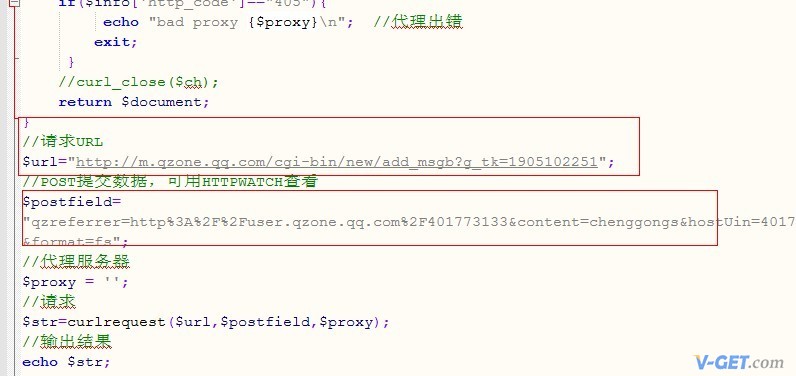 if($info['http_code']=="405"){
echo "bad proxy {$proxy}\n"; //代理出错
exit;
}
//curl_close($ch);
return $document;
}
//请求URL
$url="http://m.qzone.qq.com/cgi-bin/new/add_msgb?g_tk=1905102251";
//POST提交数据，可用HTTPWATCH查看
$postfield=
"qzreferrer=http%3A%2F%2Fuser.qzone.qq.com%2F401773133&content=chenggongs&hostUin=4017
&format=fs";
//代理服务器
$proxy = '';
//请求
$str=curlrequest($url,$postfield,$proxy);
//输出结果
echo $str;
V-GET.com